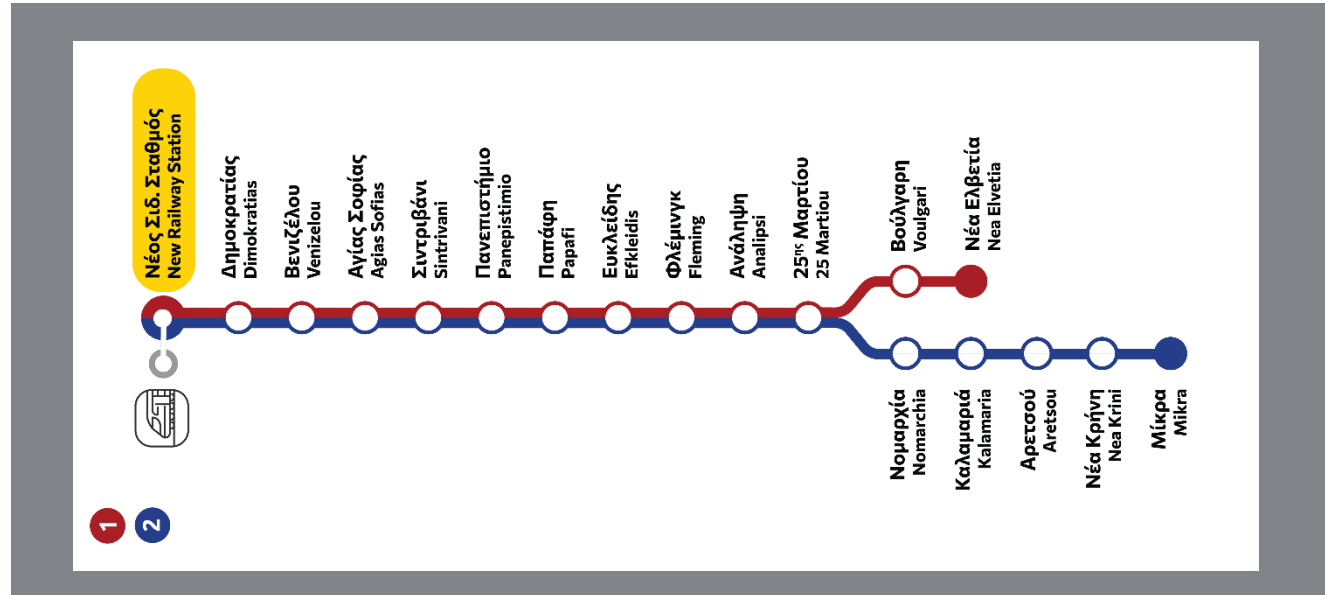 Νέος Σιδ. Σταθμός
New Railway Station
Δημοκρατίας
Dimokratias
Βενιζέλου
Venizelou
Αγίας Σοφίας
Agias Sofias
Σιντριβάνι
Sintrivani
Πανεπιστήμιο
Panepistimio
Παπάφη
Papafi
Ευκλείδης
Efkleidis
Φλέμινγκ
Fleming
Ανάληψη
Analipsi
25ης Μαρτίου
25 Martiou
Βούλγαρη
Voulgari
Νέα Ελβετία
Nea Elvetia
Νομαρχία
Nomarchia
Καλαμαριά
Kalamaria
Αρετσού
Aretsou
Νέα Κρήνη
Nea Krini
Μίκρα
Mikra
1
2